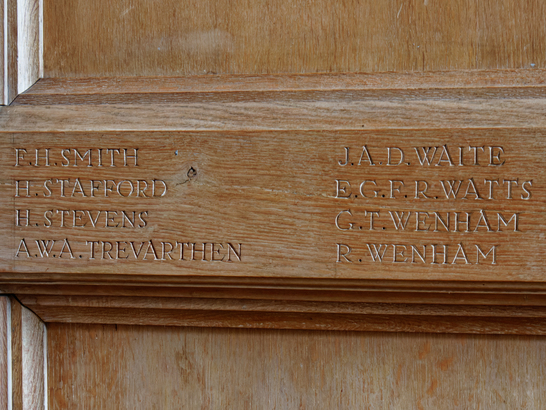 F.H.SMITH
H.STAFFORD
H.STEVENS
A.W.A.TREVARTHEN
J.A.D.WAITE
E.G.F.R.WATTS
G.T.WENHAM
R.WENHAM